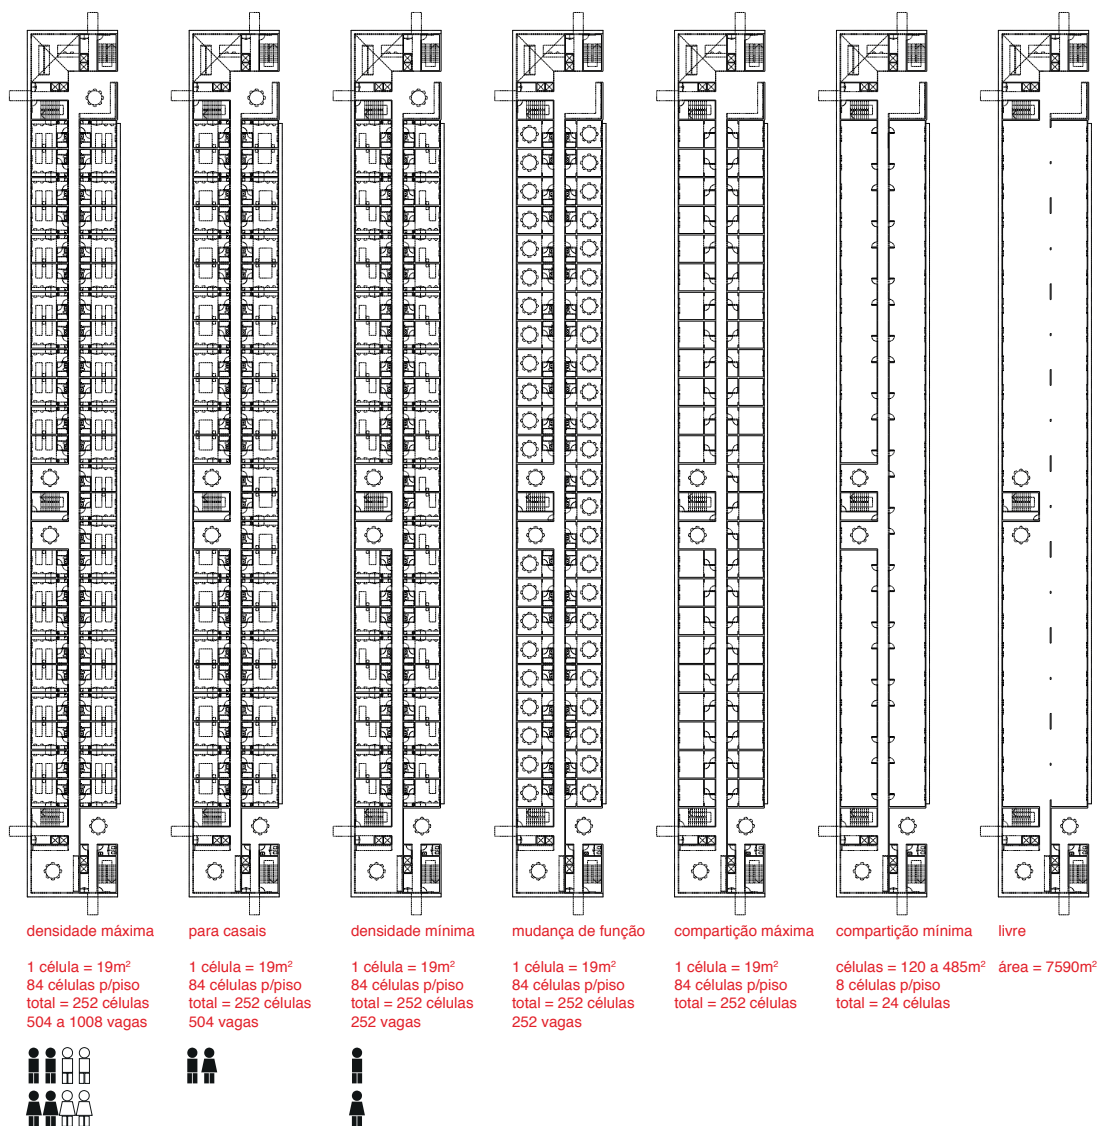 densidade máxima
1 célula = 19m²
84 células p/piso
total = 252 células
504 a 1008 vagas
para casais
1 célula = 19m²
84 células p/piso
total = 252 células
504 vagas
densidade mínima
1 célula = 19m²
84 células p/piso
total = 252 células
252 vagas
mudança de função
1 célula = 19m²
84 células p/piso
total = 252 células
252 vagas
compartição máxima
1 célula = 19m²
84 células p/piso
total = 252 células
compartição mínima
células = 120 a 485m²
8 células p/piso
total = 24 células
livre
área = 7590m²